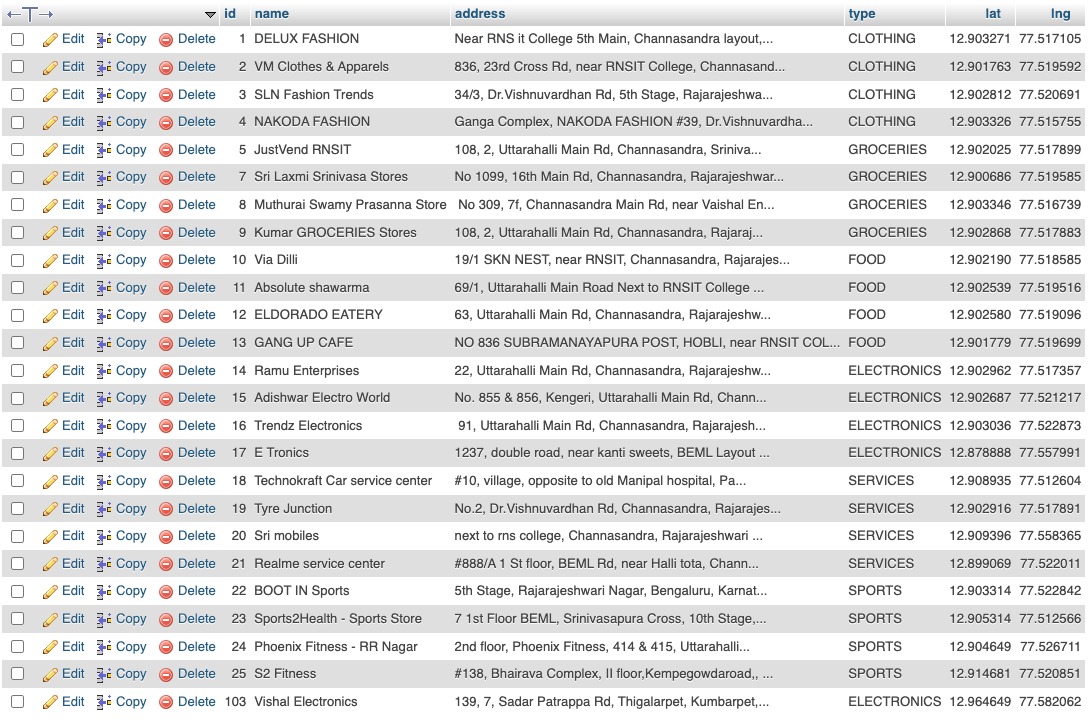 id name address type lat lng
Edit Copy Delete 1 DELUX FASHION Near RNS it College 5th Main, Channasandra layout,... CLOTHING 12.903271 77.517105
Edit Copy Delete 2 VM Clothes & Apparels 836, 23rd Cross Rd, near RNSIT College, Channasand... CLOTHING 12.901763 77.519592
Edit Copy Delete 3 SLN Fashion Trends 34/3, Dr.Vishnuvardhan Rd, 5th Stage, Rajarajeshwa... CLOTHING 12.902812 77.520691
Edit Copy Delete 4 NAKODA FASHION Ganga Complex, NAKODA FASHION #39, Dr.Vishnuvardha... CLOTHING 12.903326 77.515755
Edit Copy Delete 5 JustVend RNSIT 108, 2, Uttarahalli Main Rd, Channasandra, Sriniva... GROCERIES 12.902025 77.517899
Edit Copy Delete 7 Sri Laxmi Srinivasa Stores No 1099, 16th Main Rd, Channasandra, Rajarajeshwar... GROCERIES 12.900686 77.519585
Edit Copy Delete 8 Muthurai Swamy Prasanna Store No 309, 7f, Channasandra Main Rd, near Vaishal En... GROCERIES 12.903346 77.516739
Edit Copy Delete 9 Kumar GROCERIES Stores 108, 2, Uttarahalli Main Rd, Channasandra, Rajaraj... GROCERIES 12.902868 77.517883
Edit Copy Delete 10 Via Dilli 19/1 SKN NEST, near RNSIT, Channasandra, Rajarajes... FOOD 12.902190 77.518585
Edit Copy Delete 11 Absolute shawarma 69/1, Uttarahalli Main Road Next to RNSIT College ... FOOD 12.902539 77.519516
Edit Copy Delete 12 ELDORADO EATERY 63, Uttarahalli Main Rd, Channasandra, Rajarajeshw... FOOD 12.902580 77.519096
Edit Copy Delete 13 GANG UP CAFE NO 836 SUBRAMANAYAPURA POST, HOBLI, near RNSIT COL... FOOD 12.901779 77.519699
Edit Copy Delete 14 Ramu Enterprises 22, Uttarahalli Main Rd, Channasandra, Rajarajeshw... ELECTRONICS 12.902962 77.517357
Edit Copy Delete 15 Adishwar Electro World No. 855 & 856, Kengeri, Uttarahalli Main Rd, Chann... ELECTRONICS 12.902687 77.521217
Edit Copy Delete 16 Trendz Electronics 91, Uttarahalli Main Rd, Channasandra, Rajarajesh... ELECTRONICS 12.903036 77.522873
Edit Copy Delete 17 E Tronics 1237, double road, near kanti sweets, BEML Layout ... ELECTRONICS 12.878888 77.557991
Edit Copy Delete 18 Technokraft Car service center #10, village, opposite to old Manipal hospital, Pa... SERVICES 12.908935 77.512604
Edit Copy Delete 19 Tyre Junction No.2, Dr.Vishnuvardhan Rd, Channasandra, Rajarajes... SERVICES 12.902916 77.517891
Edit Copy Delete 20 Sri mobiles next to rns college, Channasandra, Rajarajeshwari ... SERVICES 12.909396 77.558365
Edit Copy Delete 21 Realme service center #888/A 1 St floor, BEML Rd, near Halli tota, Chann... SERVICES 12.899069 77.522011
Edit Copy Delete 22 BOOT IN Sports 5th Stage, Rajarajeshwari Nagar, Bengaluru, Karnat... SPORTS 12.903314 77.522842
Edit Copy Delete 23 Sports2Health - Sports Store 7 1st Floor BEML, Srinivasapura Cross, 10th Stage,... SPORTS 12.905314 77.512566
Edit Copy Delete 24 Phoenix Fitness - RR Nagar 2nd floor, Phoenix Fitness, 414 & 415, Uttarahalli... SPORTS 12.904649 77.526711
Edit Copy Delete 25 S2 Fitness #138, Bhairava Complex, II floor,Kempegowdaroad,, ... SPORTS 12.914681 77.520851
Edit Copy Delete 103 Vishal Electronics 139, 7, Sadar Patrappa Rd, Thigalarpet, Kumbarpet,... ELECTRONICS 12.964649 77.582062